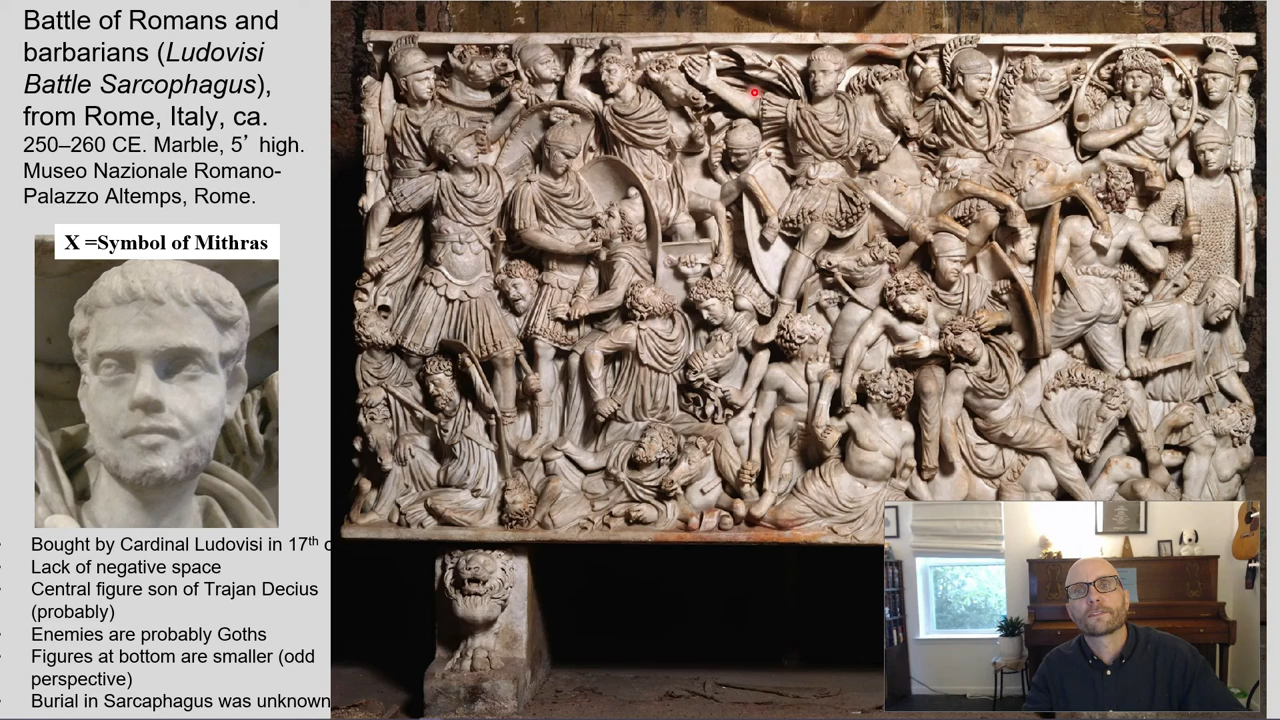 Battle of Romans and
barbarians (Ludovisi
Battle Sarcophagus),
from Rome, Italy, ca.
250–260 CE. Marble, 5’ high.
Museo Nazionale Romano-
Palazzo Altemps, Rome.
X =Symbol of Mithras
Bought by Cardinal Ludovisi in 17th c
Lack of negative space
Central figure son of Trajan Decius
(probably)
Enemies are probably Goths
Figures at bottom are smaller (odd
perspective)
Burial in Sarcaphagus was unknown